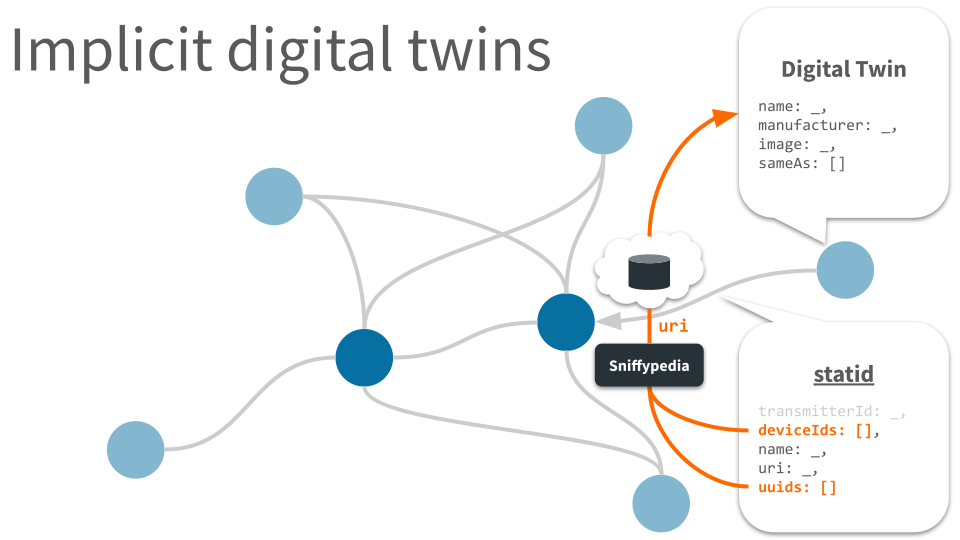 Implicit digital twins
Digital Twin
name: _,
manufacturer: _,
image: _,
sameAs: []
uri
Sniffypedia
statid
transmitterId: _,
deviceIds: [],
name: _,
uri: _,
uuids: []